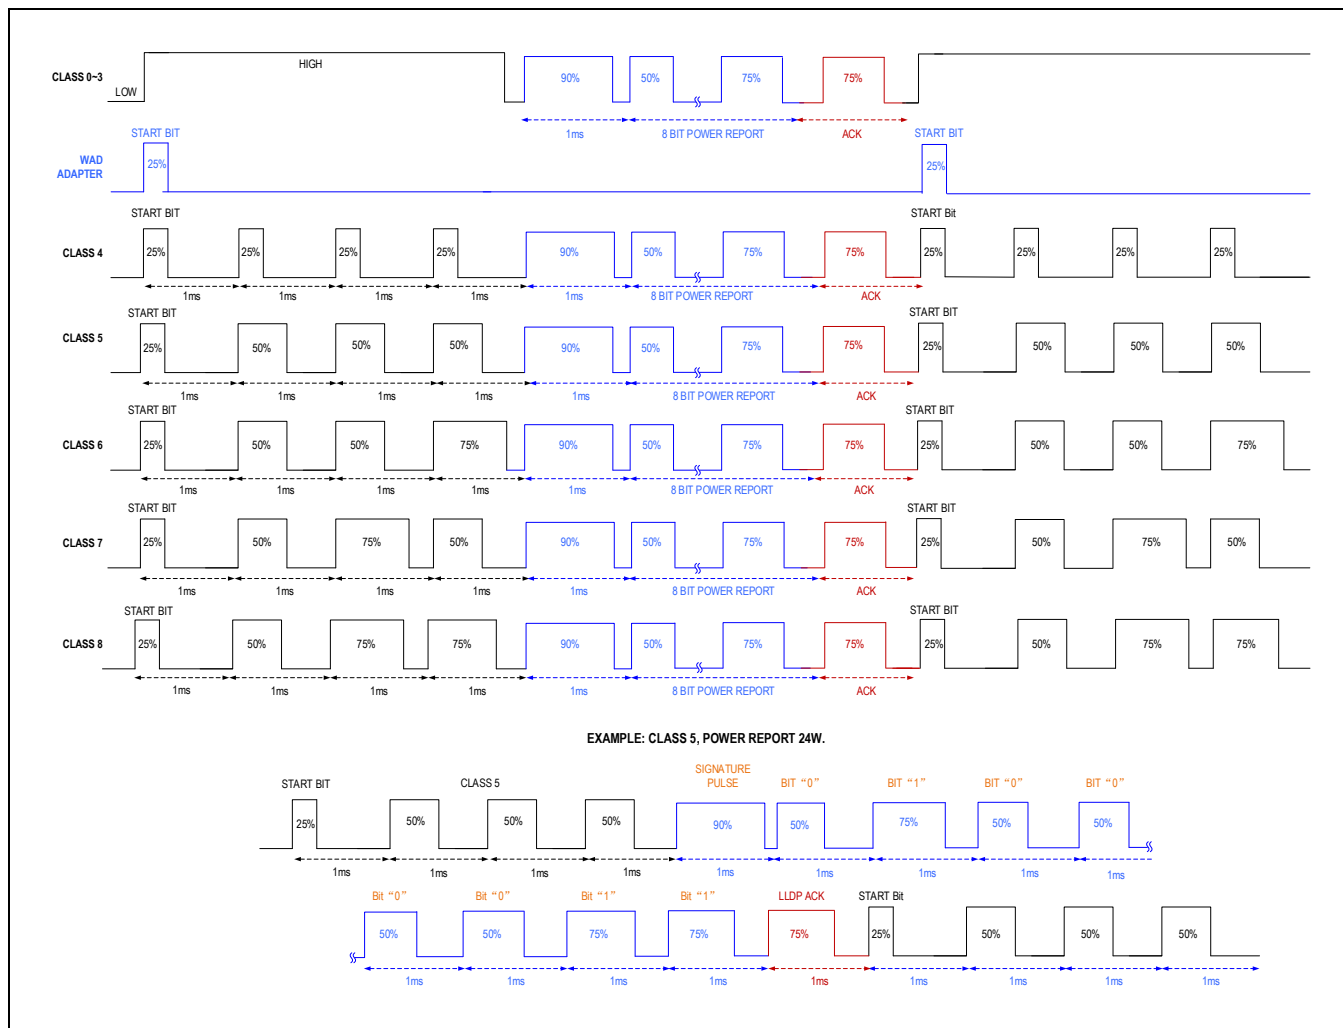 HIGH
CLASS 0~3
LOW
90%
50%
75%
75%
1ms
8 BIT POWER REPORT
ACK
START BIT
START BIT
WAD
ADAPTER
25%
25%
START BIT
START Bit
CLASS 4
25%
25%
25%
25%
90%
50%
75%
75%
25%
25%
25%
25%
1ms
1ms
1ms
1ms
1ms
8 BIT POWER REPORT
ACK
START BIT
START BIT
CLASS 5
25%
50%
50%
50%
90%
50%
75%
75%
25%
50%
50%
50%
1ms
1ms
1ms
1ms
1ms
8 BIT POWER REPORT
ACK
START BIT
START BIT
CLASS 6
25%
50%
50%
75%
90%
50%
75%
75%
25%
50%
50%
75%
1ms
1ms
1ms
1ms
1ms
8 BIT POWER REPORT
ACK
START BIT
START BIT
CLASS 7
25%
50%
75%
50%
90%
50%
75%
75%
25%
50%
75%
50%
1ms
1ms
1ms
1ms
1ms
8 BIT POWER REPORT
ACK
START BIT
START BIT
CLASS 8
25%
50%
75%
75%
90%
50%
75%
75%
25%
50%
75%
75%
1ms
1ms
1ms
1ms
1ms
8 BIT POWER REPORT
ACK
EXAMPLE: CLASS 5, POWER REPORT 24W.
START BIT
CLASS 5
SIGNATURE
PULSE
BIT “0”
BIT “1”
BIT “0”
BIT “0”
25%
50%
50%
50%
90%
50%
75%
50%
50%
1ms
1ms
1ms
1ms
1ms
1ms
1ms
1ms
1ms
Bit “0”
Bit “0”
Bit “1”
Bit “1”
LLDP ACK
START Bit
50%
50%
75%
75%
75%
25%
50%
50%
50%
1ms
1ms
1ms
1ms
1ms
1ms
1ms
1ms
1ms